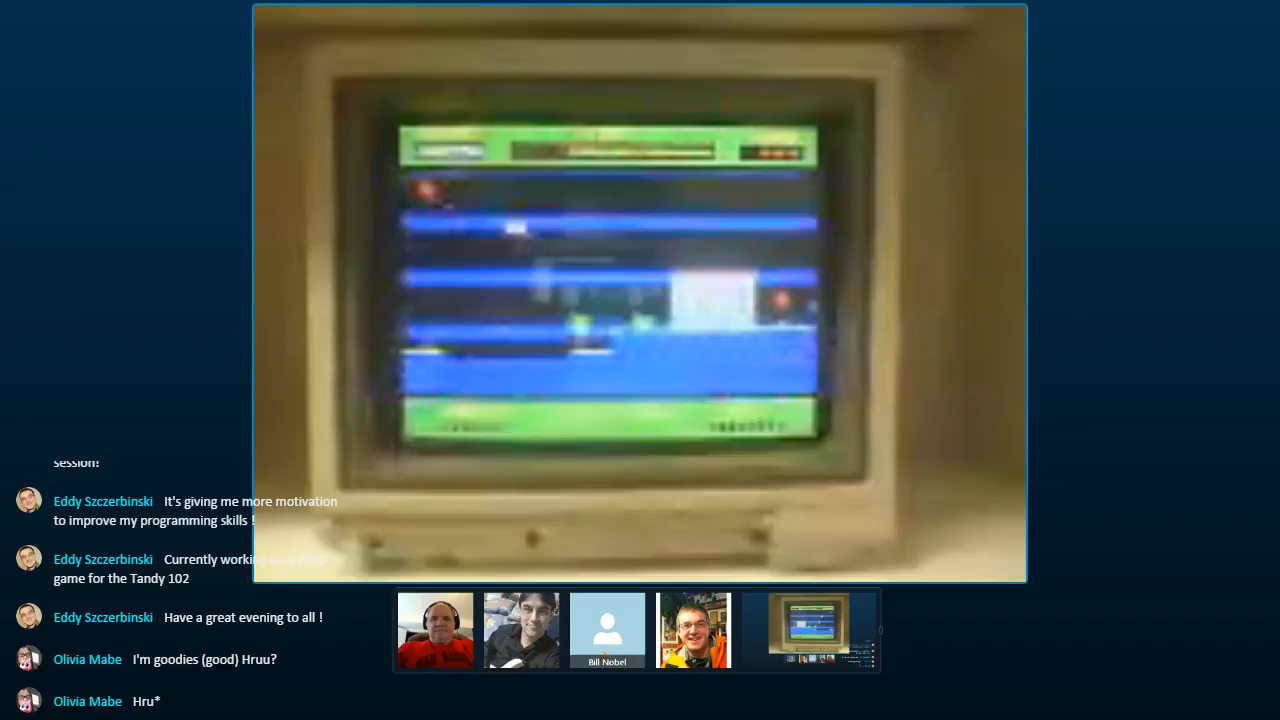 session!
Eddy Szczerbinski It's giving me more motivation
to improve my programming skills !
Eddy Szczerbinski Currently working
game for the Tandy 102
Eddy Szczerbinski Have a great evening to all !
Olivia Mabe I'm goodies (good) Hruu?
Olivia Mabe Hru*
Bill Nobel